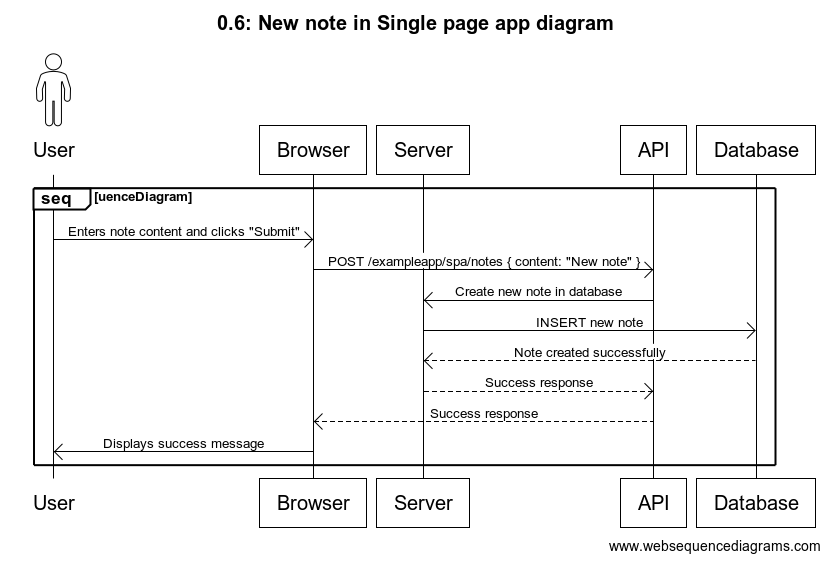 0.6: New note in Single page app diagram
User
Browser
Server
API
Database
seq
[uenceDiagram]
Enters note content and clicks "Submit"
POST /exampleapp/spa/notes { content: "New note" }
Create new note in database
INSERT new note
Note created successfully
Success response
Success response
Displays success message
User
Browser
Server
API
Database
www.websequencediagrams.com